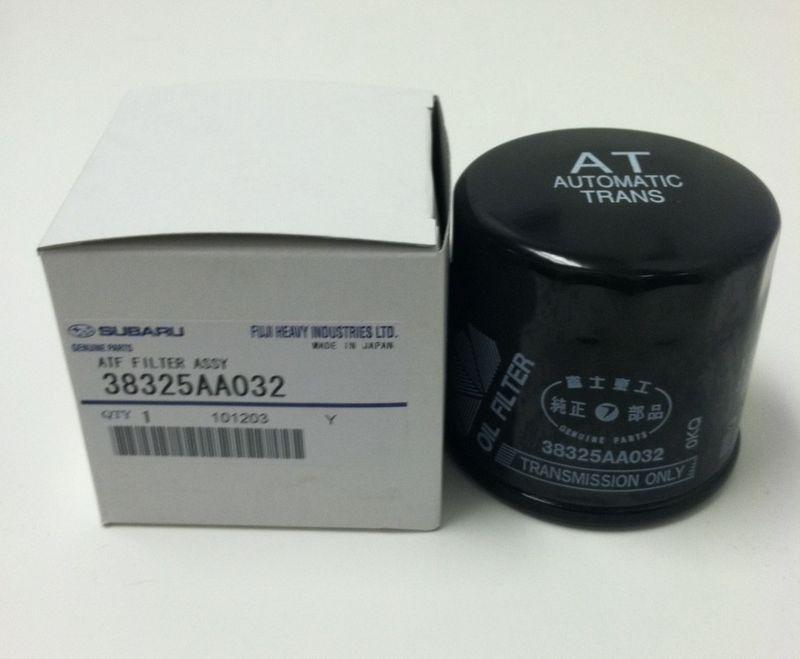 SUBARU
FUJI HEAVY INDUSTRIES LTD.
GENUINE PARTS
MADE IN JAPAN
ATF FILTER ASSY
38325AA032
QTY 1 101203 Y
AT
AUTOMATIC
TRANS
OIL FILTER
富士重工
純正 部品
GENUINE PARTS
38325AA032
0KQ
TRANSMISSION ONLY